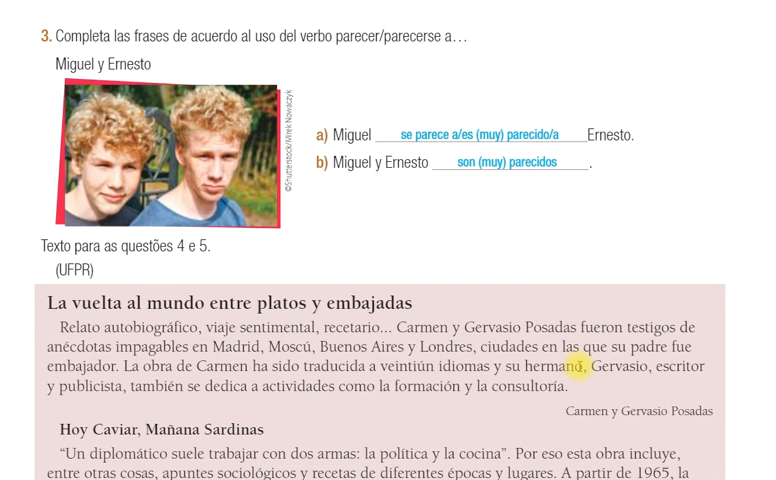 3. Completa las frases de acuerdo al uso del verbo parecer/parecerse a…
Miguel y Ernesto
©Shutterstock/Mirek Nowaczyk
a) Miguel se parece a/es (muy) parecido/a Ernesto.
b) Miguel y Ernesto son (muy) parecidos.
Texto para as questões 4 e 5.
(UFPR)
La vuelta al mundo entre platos y embajadas
Relato autobiográfico, viaje sentimental, recetario... Carmen y Gervasio Posadas fueron testigos de
anécdotas impagables en Madrid, Moscú, Buenos Aires y Londres, ciudades en las que su padre fue
embajador. La obra de Carmen ha sido traducida a veintiún idiomas y su hermano, Gervasio, escritor
y publicista, también se dedica a actividades como la formación y la consultoría.
Carmen y Gervasio Posadas
Hoy Caviar, Mañana Sardinas
“Un diplomático suele trabajar con dos armas: la política y la cocina”. Por eso esta obra incluye,
entre otras cosas, apuntes sociológicos y recetas de diferentes épocas y lugares. A partir de 1965, la